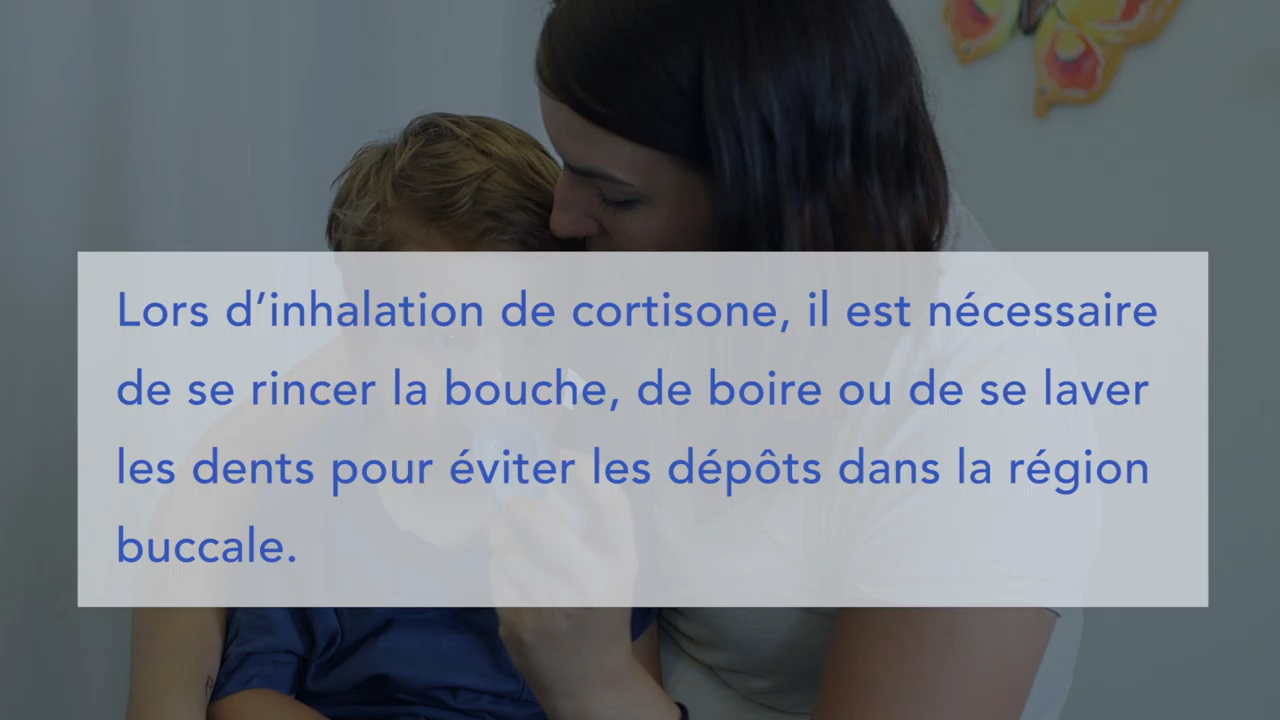 Lors d’inhalation de cortisone, il est nécessaire
de se rincer la bouche, de boire ou de se laver
les dents pour éviter les dépôts dans la région
buccale.